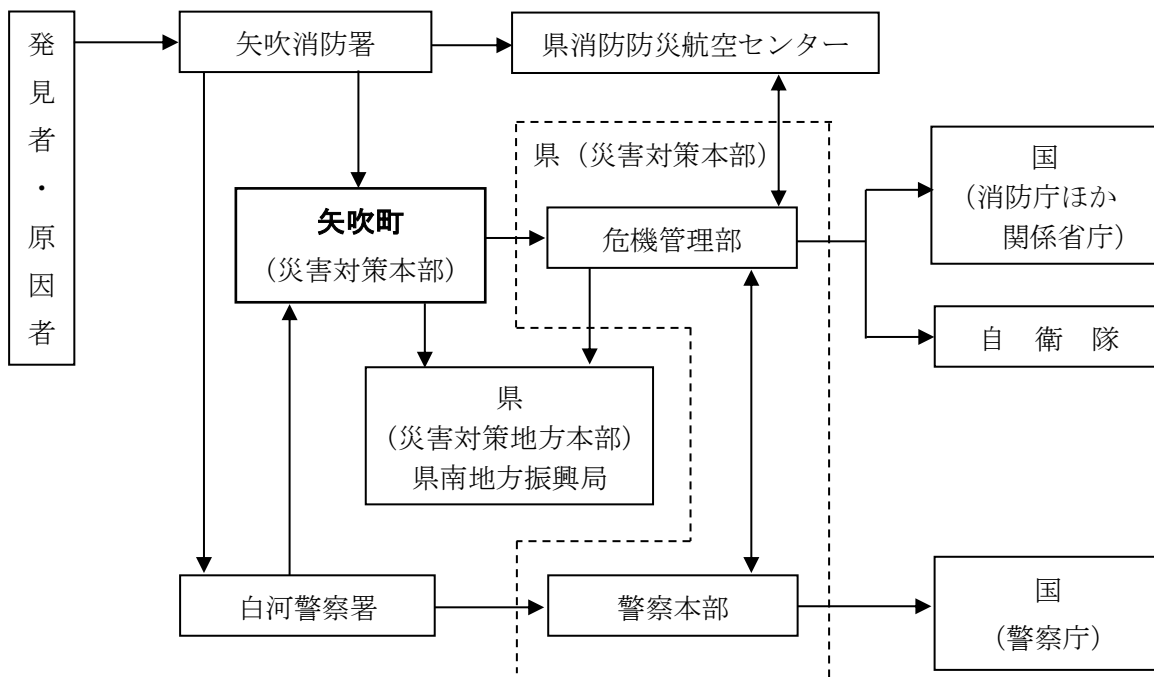 発見者・原因者
矢吹消防署
県消防防災航空センター
県（災害対策本部）
国
（消防庁ほか
関係省庁）
矢吹町
（災害対策本部）
危機管理部
自衛隊
県
（災害対策地方本部）
県南地方振興局
白河警察署
警察本部
国
（警察庁）